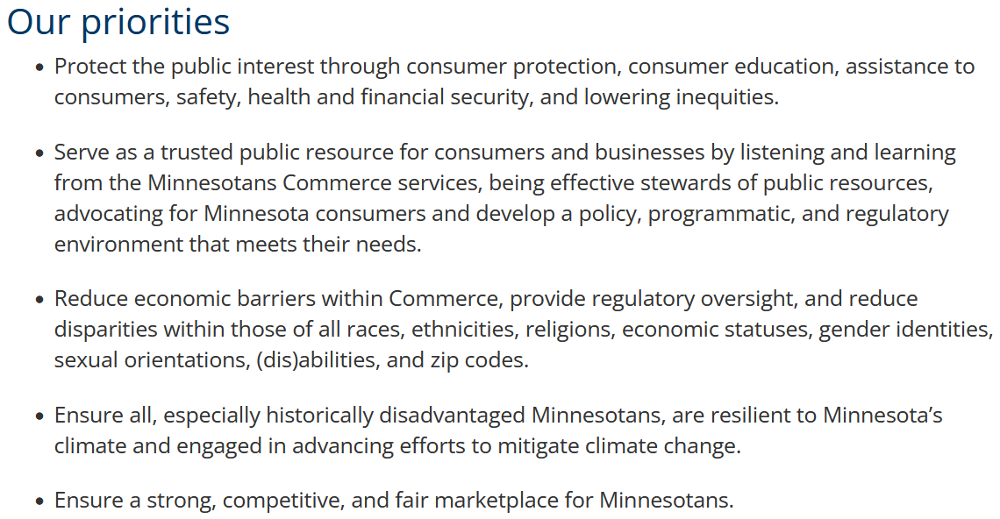 Our priorities
• Protect the public interest through consumer protection, consumer education, assistance to
consumers, safety, health and financial security, and lowering inequities.
• Serve as a trusted public resource for consumers and businesses by listening and learning
from the Minnesotans Commerce services, being effective stewards of public resources,
advocating for Minnesota consumers and develop a policy, programmatic, and regulatory
environment that meets their needs.
• Reduce economic barriers within Commerce, provide regulatory oversight, and reduce
disparities within those of all races, ethnicities, religions, economic statuses, gender identities,
sexual orientations, (dis)abilities, and zip codes.
• Ensure all, especially historically disadvantaged Minnesotans, are resilient to Minnesota’s
climate and engaged in advancing efforts to mitigate climate change.
• Ensure a strong, competitive, and fair marketplace for Minnesotans.